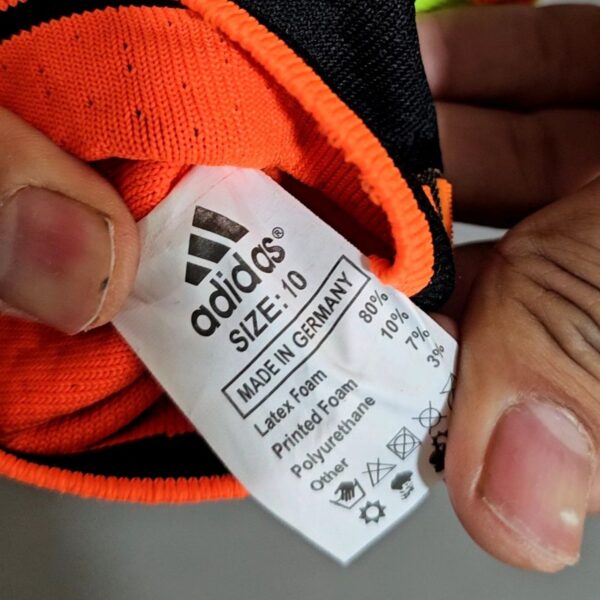 adidas®
SIZE: 10
MADE IN GERMANY
Latex Foam 80%
Printed Foam 10%
Polyurethane 7%
Other 3%